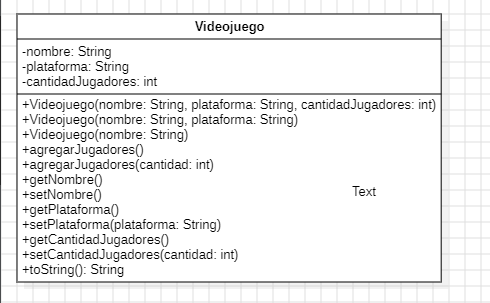 Videojuego
-nombre: String
-plataforma: String
-cantidadJugadores: int
+Videojuego(nombre: String, plataforma: String, cantidadJugadores: int)
+Videojuego(nombre: String, plataforma: String)
+Videojuego(nombre: String)
+agregarJugadores()
+agregarJugadores(cantidad: int)
+getNombre()
+setNombre()
Text
+getPlataforma()
+setPlataforma(plataforma: String)
+getCantidadJugadores()
+setCantidadJugadores(cantidad: int)
+toString(): String